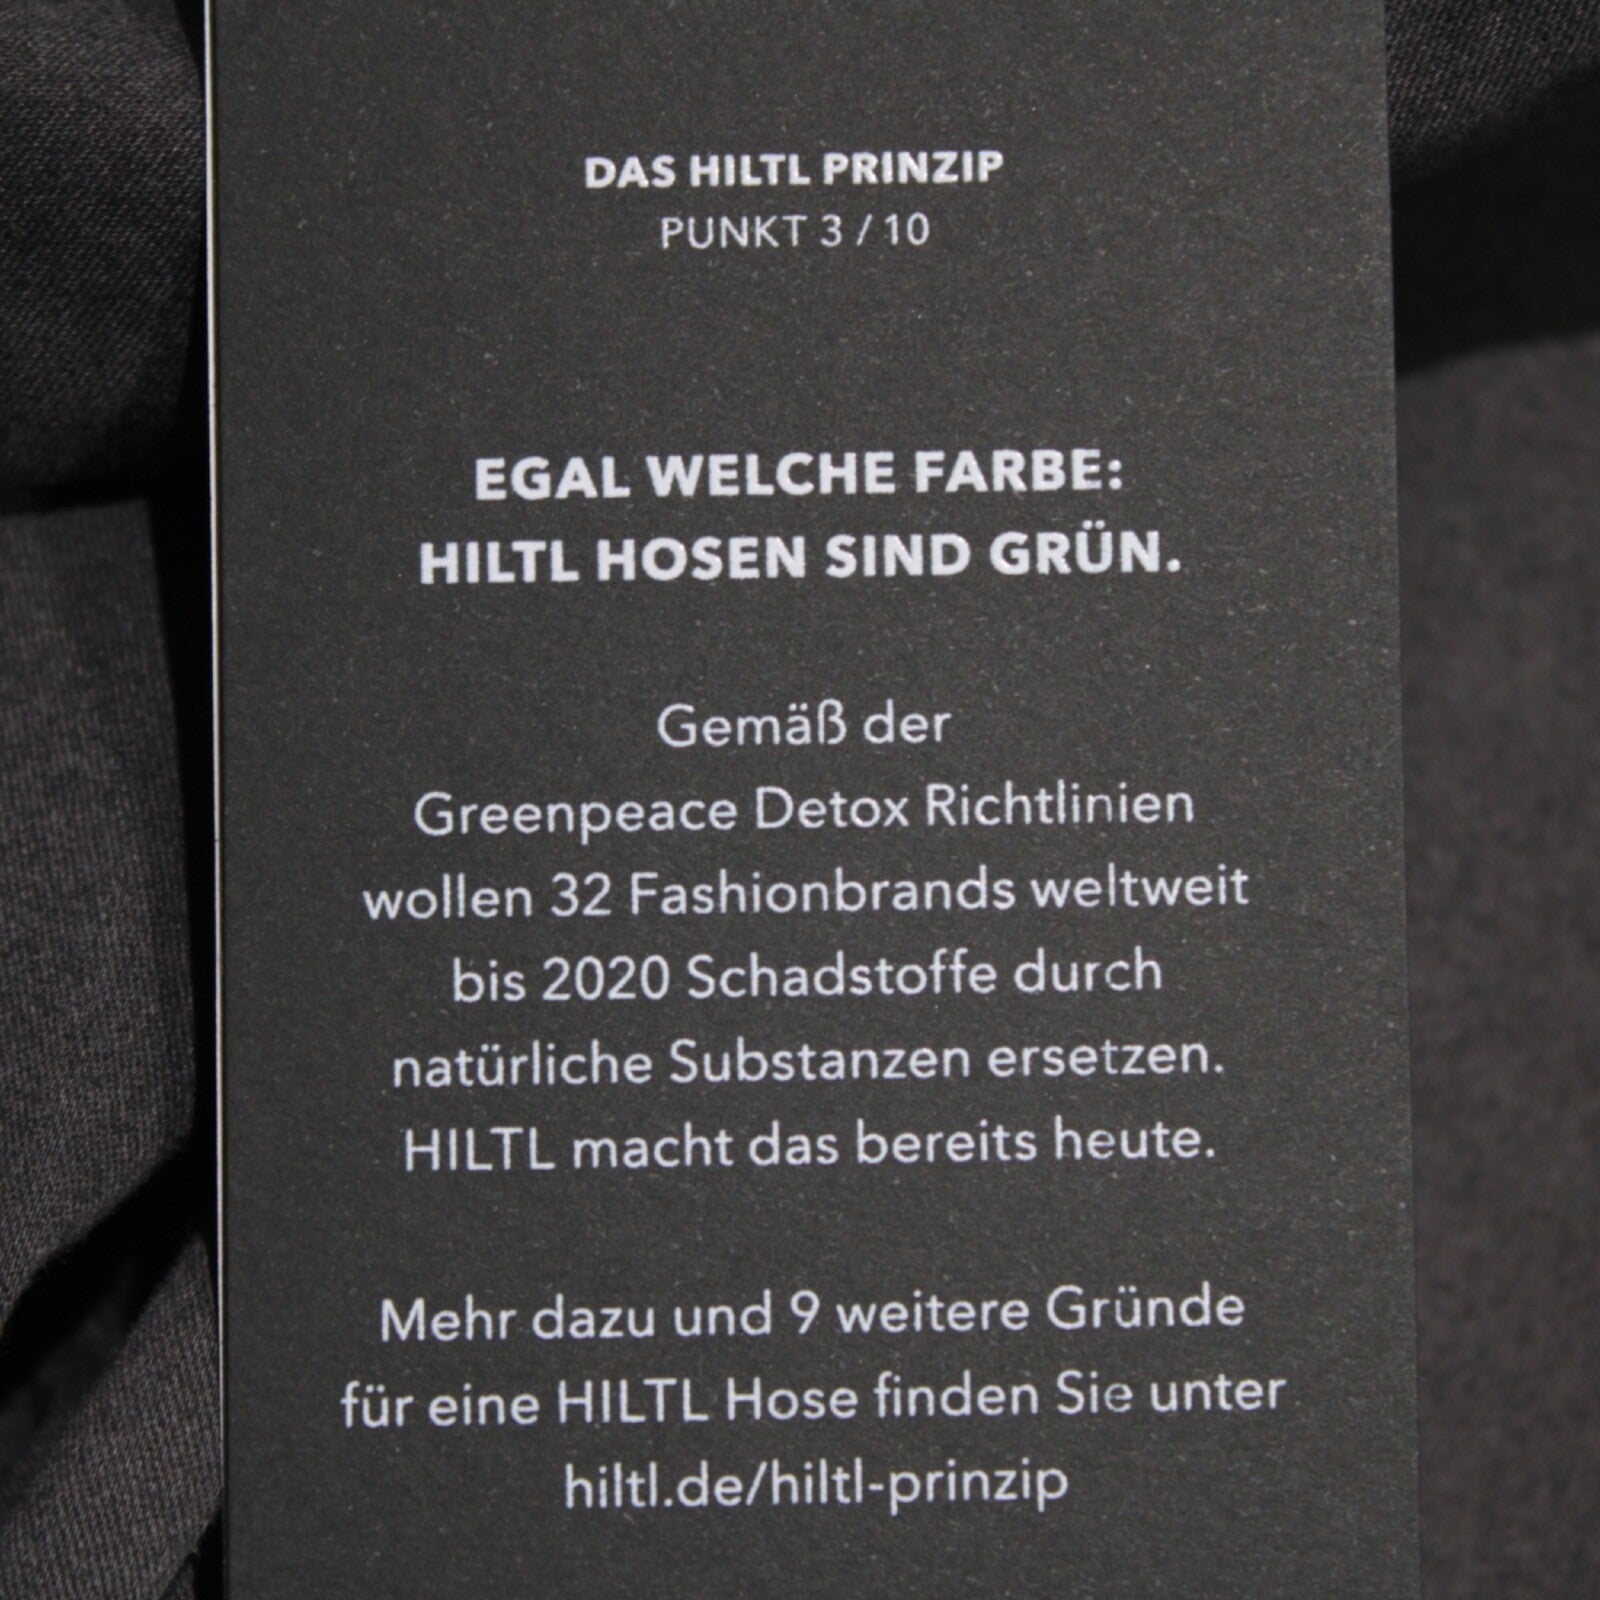 DAS HILTL PRINZIP
PUNKT 3 / 10
EGAL WELCHE FARBE:
HILTL HOSEN SIND GRÜN.
Gemäß der
Greenpeace Detox Richtlinien
wollen 32 Fashionbrands weltweit
bis 2020 Schadstoffe durch
natürliche Substanzen ersetzen.
HILTL macht das bereits heute.
Mehr dazu und 9 weitere Gründe
für eine HILTL Hose finden Sie unter
hiltl.de/hiltl-prinzip